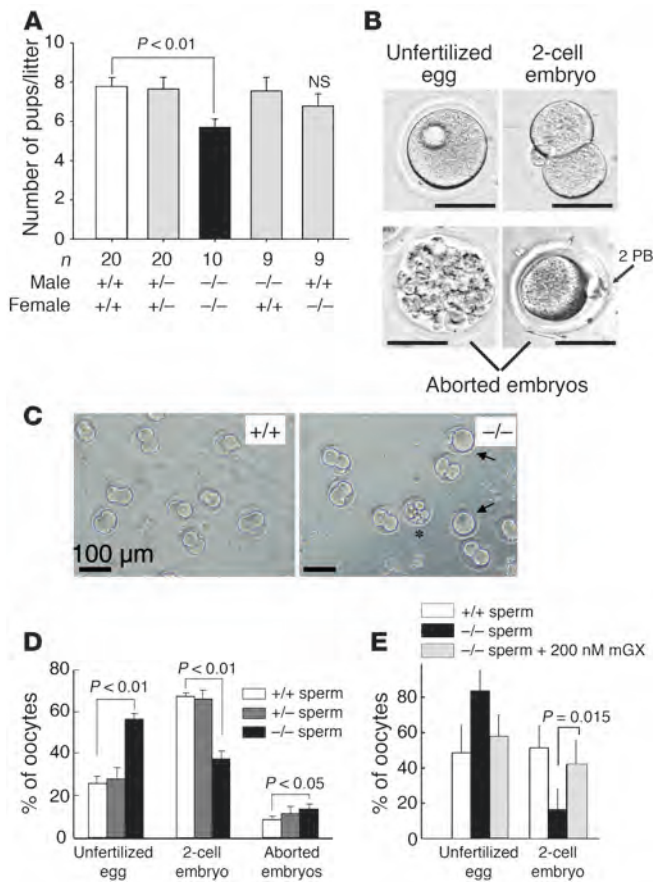 A
P < 0.01
NS
Number of pups/litter
10
8
6
4
2
0
n 20 20 10 9 9
Male +/+ +/– –/– –/– +/+
Female +/+ +/– –/– +/+ –/–
B
Unfertilized egg
2-cell embryo
2 PB
Aborted embryos
C
+/+
–/–
100 µm
*
D
P < 0.01
P < 0.01
P < 0.05
+/+ sperm
+/– sperm
–/– sperm
% of oocytes
80
60
40
20
0
Unfertilized egg
2-cell embryo
Aborted embryos
E
+/+ sperm
–/– sperm
–/– sperm + 200 nM mGX
P = 0.015
% of oocytes
80
60
40
20
0
Unfertilized egg
2-cell embryo